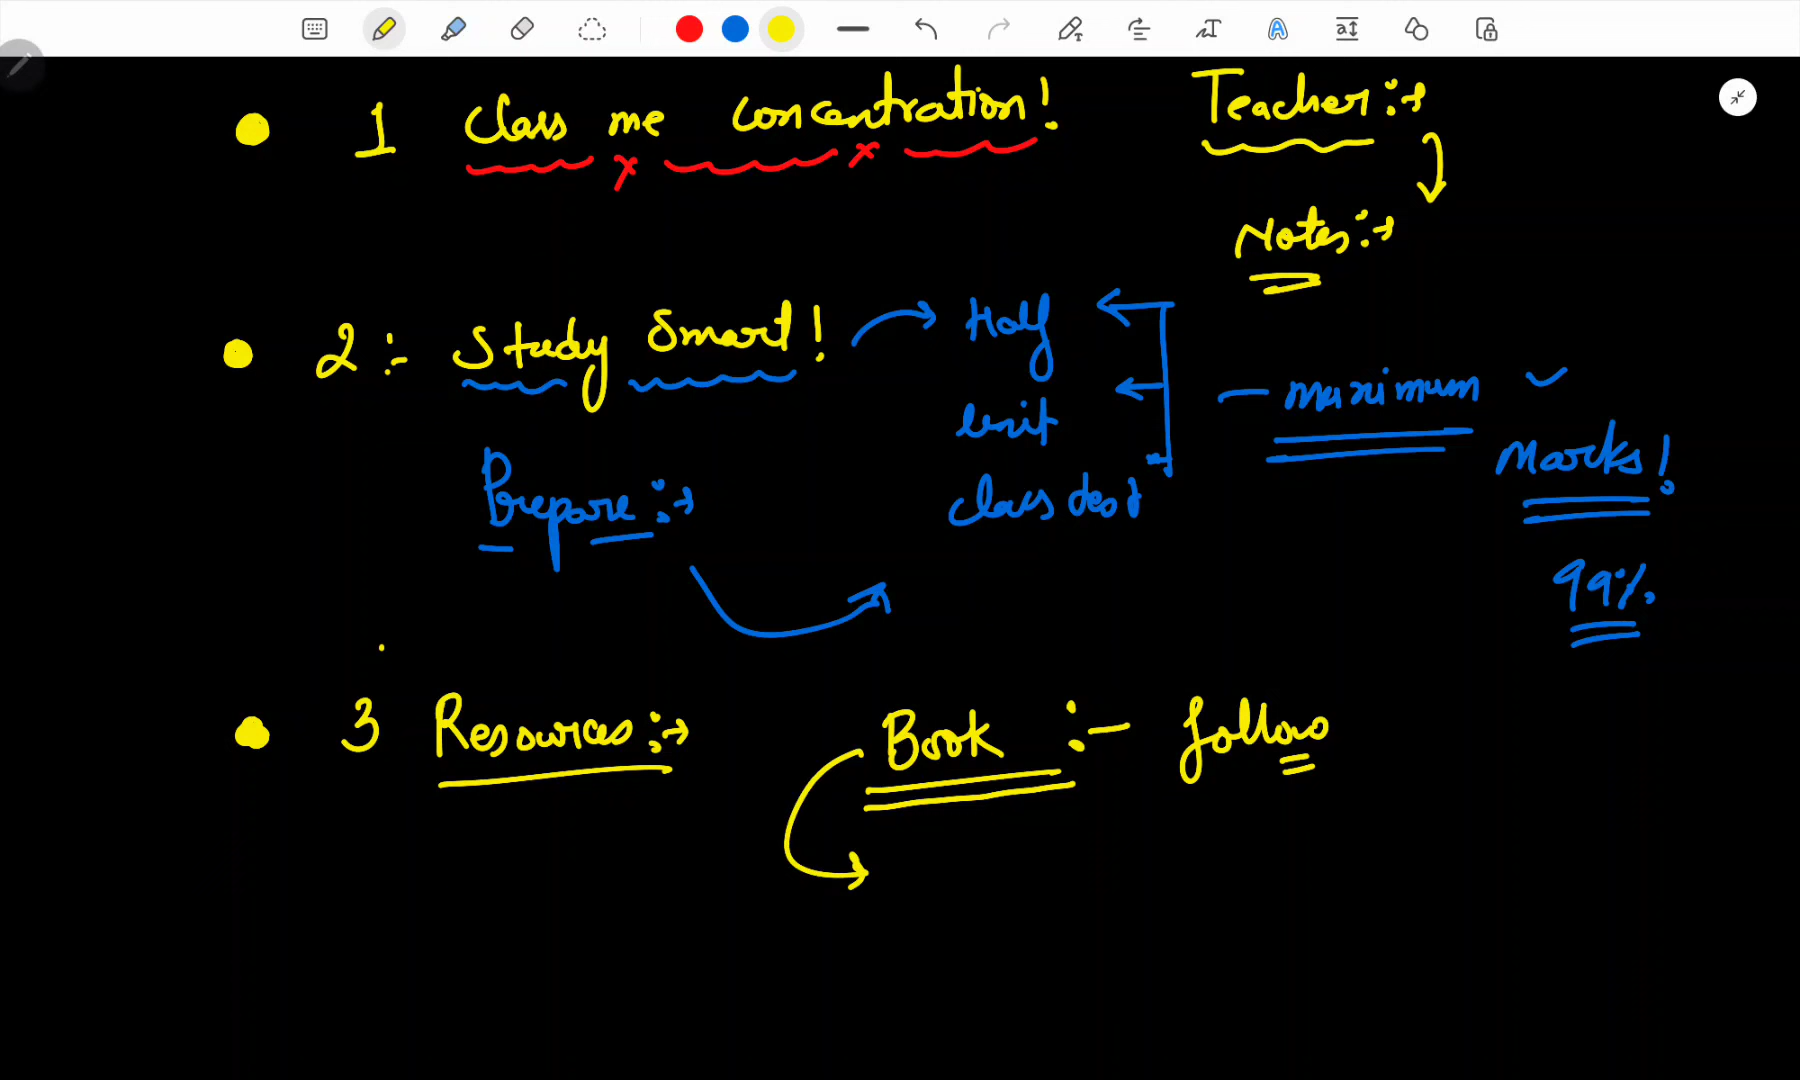 1 Class me concentration! Teacher:→
Notes:→
2 :- Study Smart! → Half
Unit
maximum ✓
Marks!
Prepare:→
Class test
99%
3 Resources:→ Book :- follow